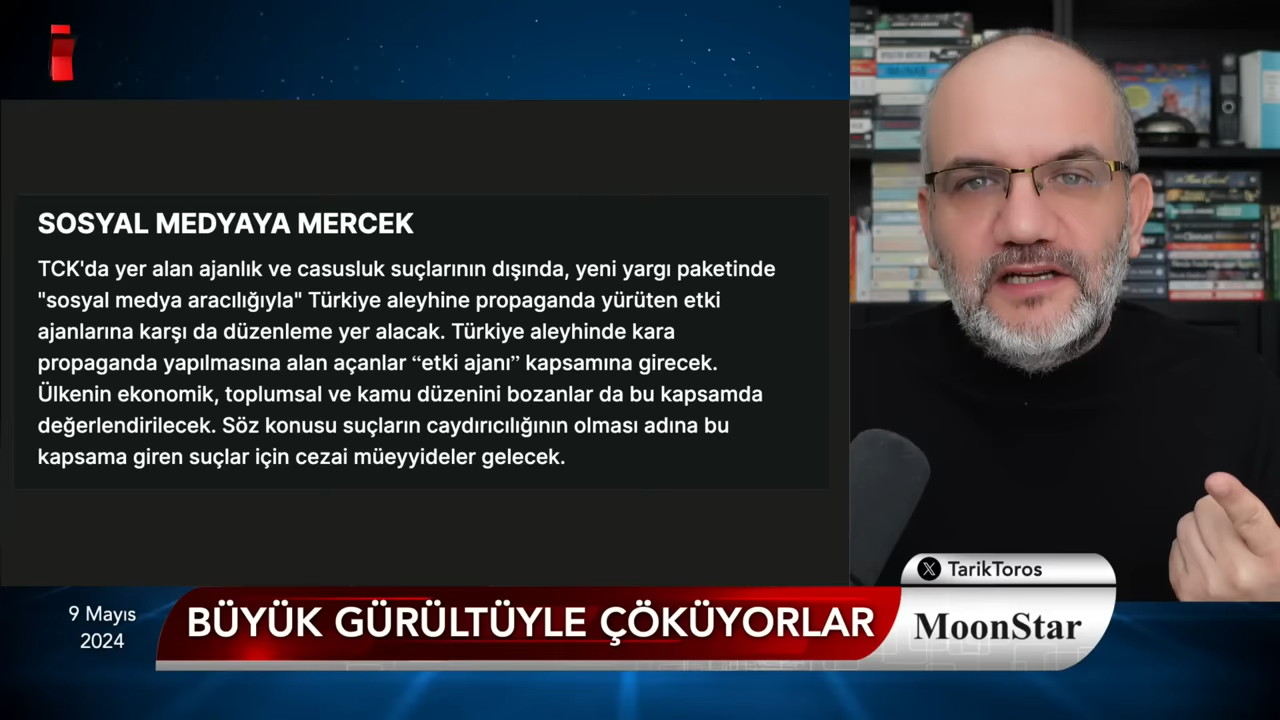 SOSYAL MEDYAYA MERCEK
TCK'da yer alan ajanlık ve casusluk suçlarının dışında, yeni yargı paketinde
"sosyal medya aracılığıyla" Türkiye aleyhine propaganda yürüten etki
ajanlarına karşı da düzenleme yer alacak. Türkiye aleyhinde kara
propaganda yapılmasına alan açanlar “etki ajanı” kapsamına girecek.
Ülkenin ekonomik, toplumsal ve kamu düzenini bozanlar da bu kapsamda
değerlendirilecek. Söz konusu suçların caydırıcılığının olması adına bu
kapsama giren suçlar için cezai müeyyideler gelecek.
TarikToros
9 Mayıs
2024
BÜYÜK GÜRÜLTÜYLE ÇÖKÜYORLAR
MoonStar